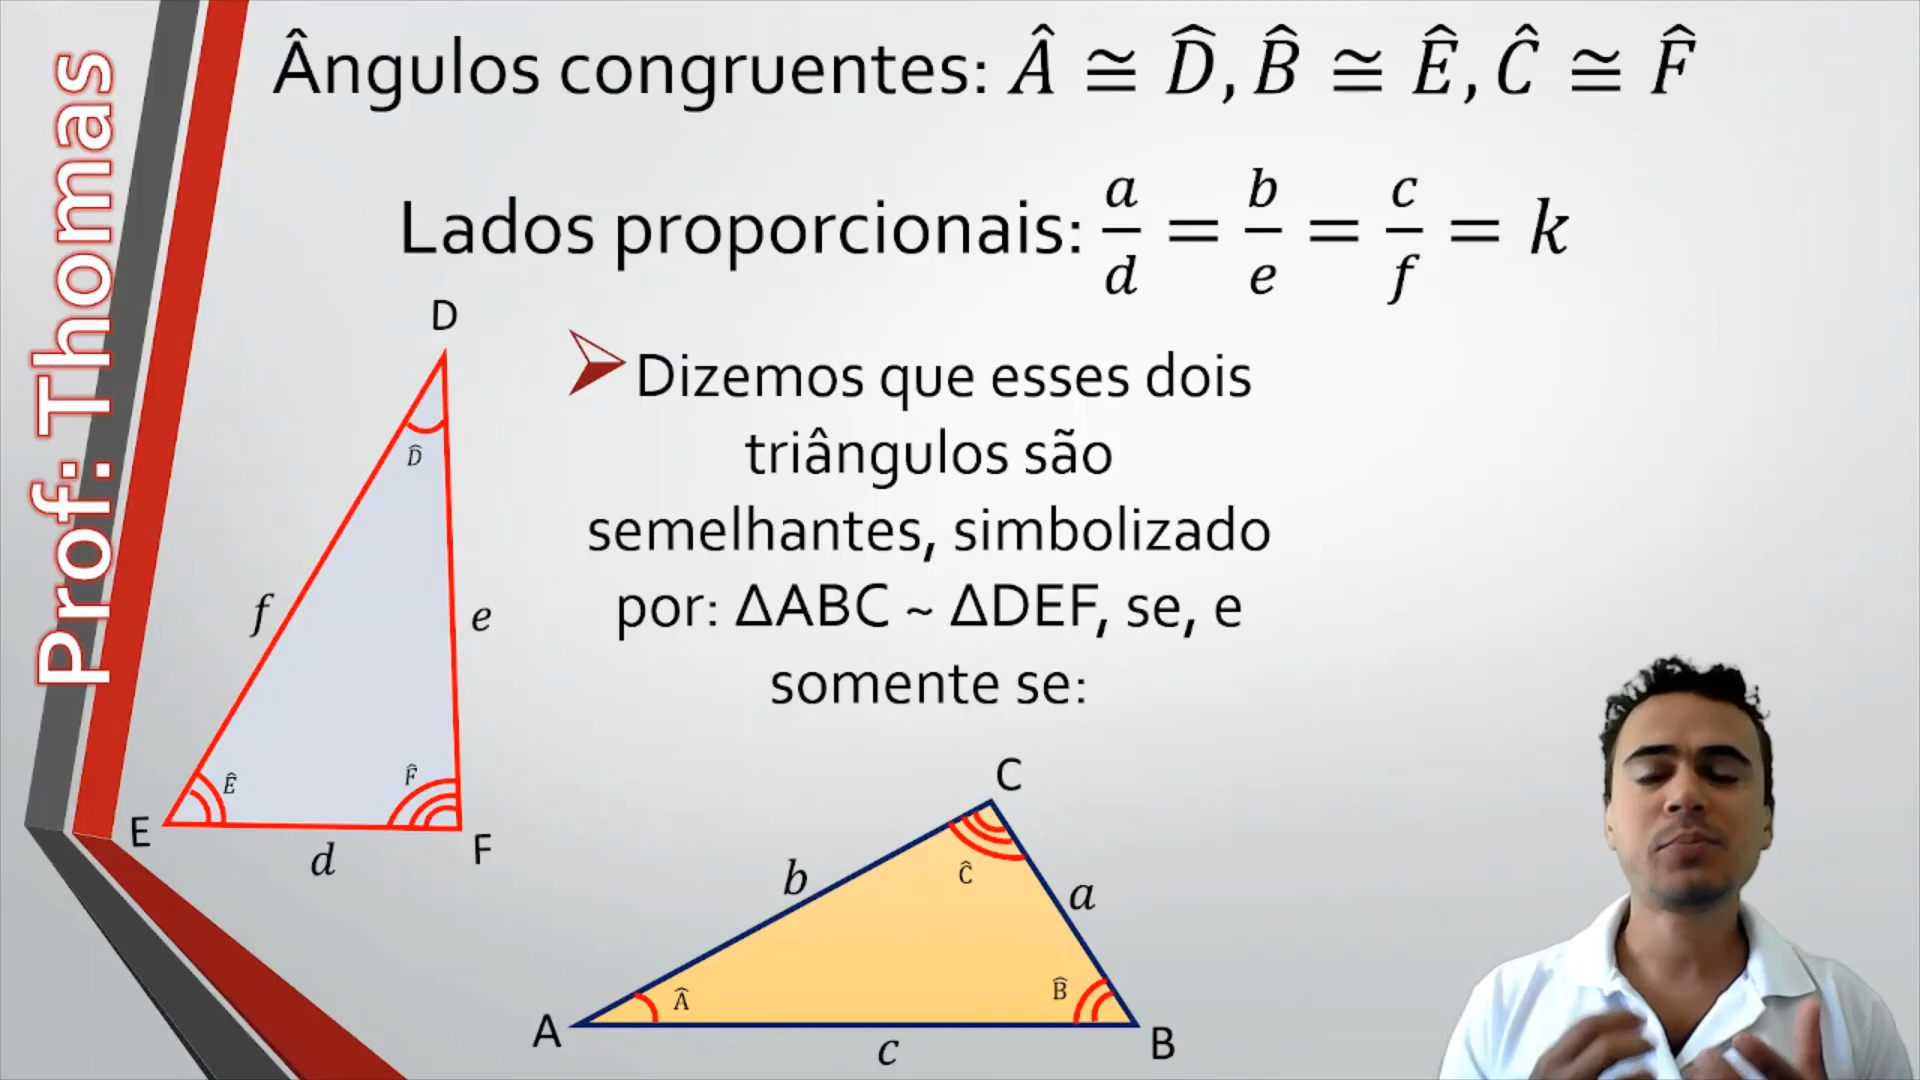 Prof: Thomas
Ângulos congruentes: Â ≅ D̂, B̂ ≅ Ê, Ĉ ≅ F̂
Lados proporcionais: a/d = b/e = c/f = k
Dizemos que esses dois
triângulos são
semelhantes, simbolizado
por: ΔABC ~ ΔDEF, se, e
somente se:
D
D̂
f
e
Ê
F̂
E
d
F
C
b
Ĉ
a
Â
B̂
A
c
B